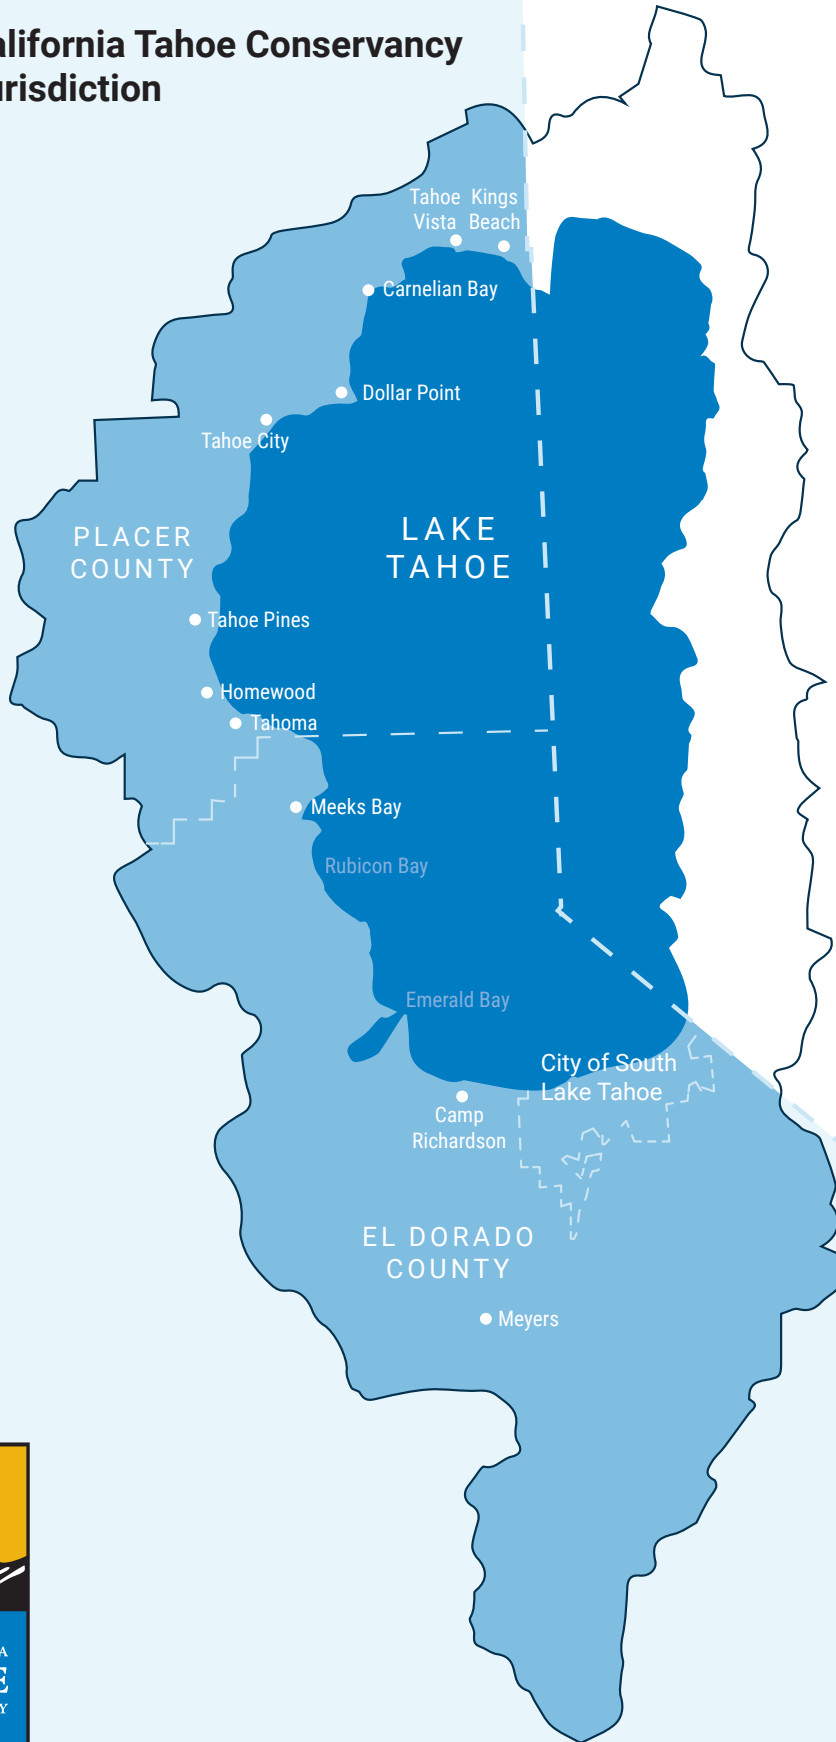 alifornia Tahoe Conservancy
urisdiction
Tahoe Kings
Vista Beach
Carnelian Bay
Dollar Point
Tahoe City
LAKE
TAHOE
PLACER
COUNTY
Tahoe Pines
Homewood
Tahoma
Meeks Bay
Rubicon Bay
Emerald Bay
City of South
Lake Tahoe
Camp
Richardson
EL DORADO
COUNTY
Meyers
A
E
Y